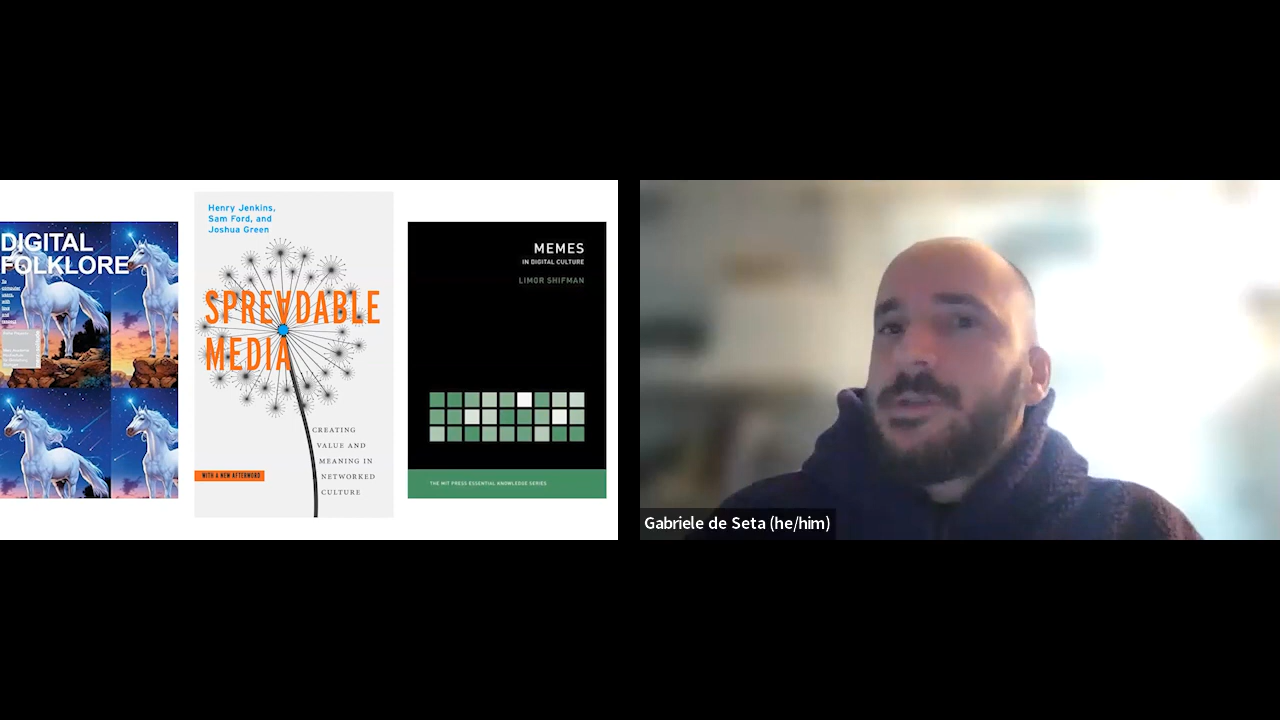 DIGITAL
FOLKLORE
Henry Jenkins,
Sam Ford, and
Joshua Green
SPREADABLE
MEDIA
CREATING
VALUE AND
MEANING IN
NETWORKED
CULTURE
WITH A NEW AFTERWORD
MEMES
IN DIGITAL CULTURE
LIMOR SHIFMAN
THE MIT PRESS ESSENTIAL KNOWLEDGE SERIES
Gabriele de Seta (he/him)